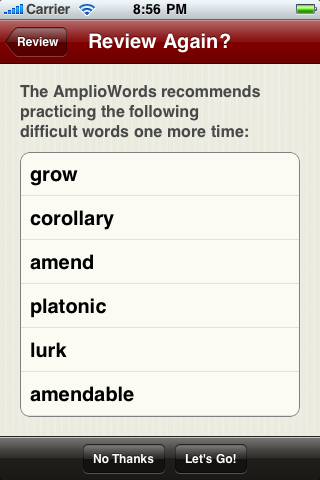 Carrier 8:56 PM
Review Review Again?
The AmplioWords recommends
practicing the following
difficult words one more time:
grow
corollary
amend
platonic
lurk
amendable
No Thanks Let's Go!